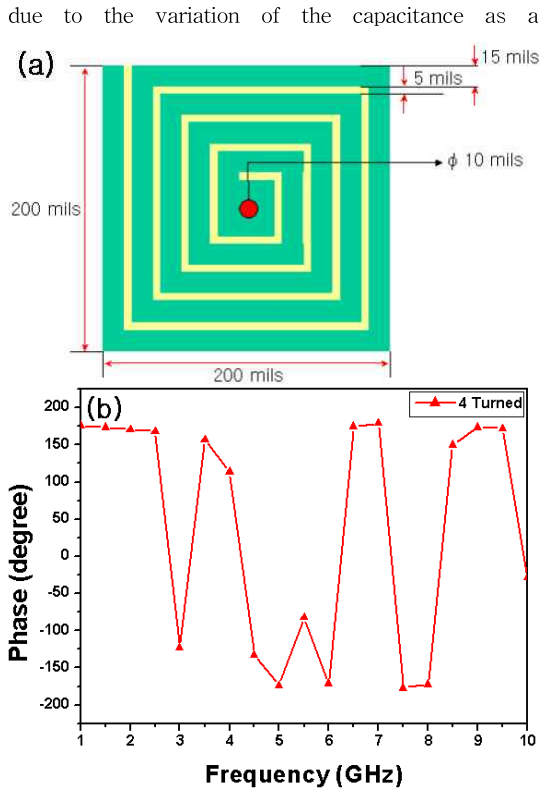 due to the variation of the capacitance as a
(a)
15 mils
5 mils
ϕ 10 mils
200 mils
200 mils
(b)
4 Turned
200
150
100
50
0
-50
-100
-150
-200
Phase (degree)
1 2 3 4 5 6 7 8 9 10
Frequency (GHz)